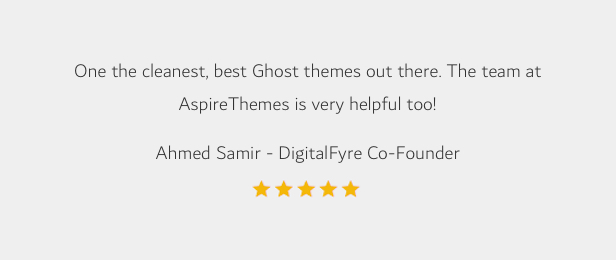 One the cleanest, best Ghost themes out there. The team at
AspireThemes is very helpful too!
Ahmed Samir - DigitalFyre Co-Founder